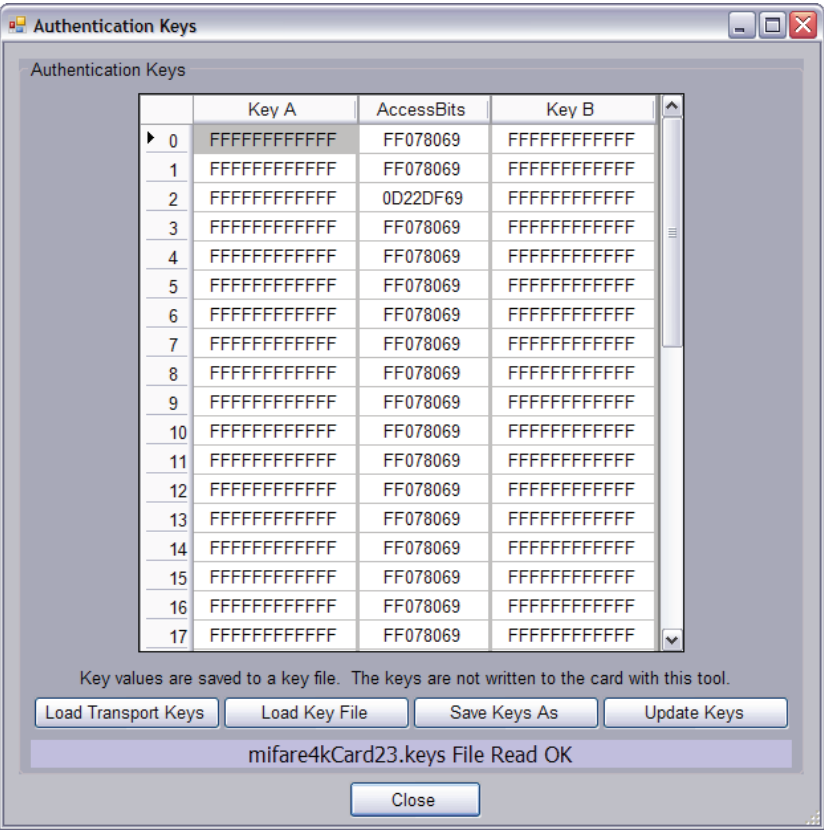 Authentication Keys
Authentication Keys
Key A AccessBits Key B
0 FFFFFFFFFFFF FF078069 FFFFFFFFFFFF
1 FFFFFFFFFFFF FF078069 FFFFFFFFFFFF
2 FFFFFFFFFFFF 0D22DF69 FFFFFFFFFFFF
3 FFFFFFFFFFFF FF078069 FFFFFFFFFFFF
4 FFFFFFFFFFFF FF078069 FFFFFFFFFFFF
5 FFFFFFFFFFFF FF078069 FFFFFFFFFFFF
6 FFFFFFFFFFFF FF078069 FFFFFFFFFFFF
7 FFFFFFFFFFFF FF078069 FFFFFFFFFFFF
8 FFFFFFFFFFFF FF078069 FFFFFFFFFFFF
9 FFFFFFFFFFFF FF078069 FFFFFFFFFFFF
10 FFFFFFFFFFFF FF078069 FFFFFFFFFFFF
11 FFFFFFFFFFFF FF078069 FFFFFFFFFFFF
12 FFFFFFFFFFFF FF078069 FFFFFFFFFFFF
13 FFFFFFFFFFFF FF078069 FFFFFFFFFFFF
14 FFFFFFFFFFFF FF078069 FFFFFFFFFFFF
15 FFFFFFFFFFFF FF078069 FFFFFFFFFFFF
16 FFFFFFFFFFFF FF078069 FFFFFFFFFFFF
17 FFFFFFFFFFFF FF078069 FFFFFFFFFFFF
Key values are saved to a key file. The keys are not written to the card with this tool.
Load Transport Keys Load Key File Save Keys As Update Keys
mifare4kCard23.keys File Read OK
Close